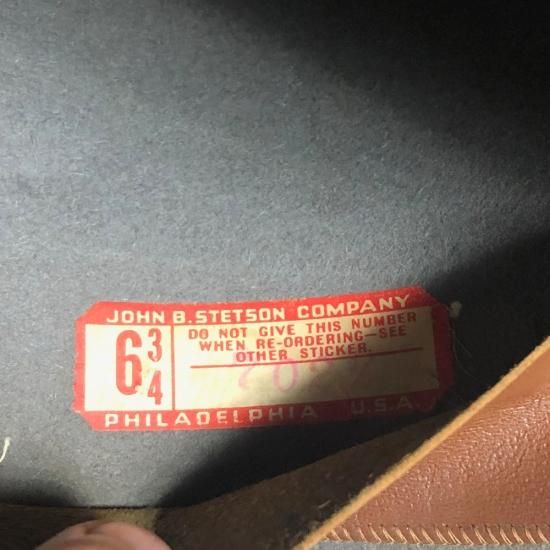 JOHN B. STETSON COMPANY
6 3/4
DO NOT GIVE THIS NUMBER
WHEN RE-ORDERING—SEE
OTHER STICKER.
PHILADELPHIA U.S.A.